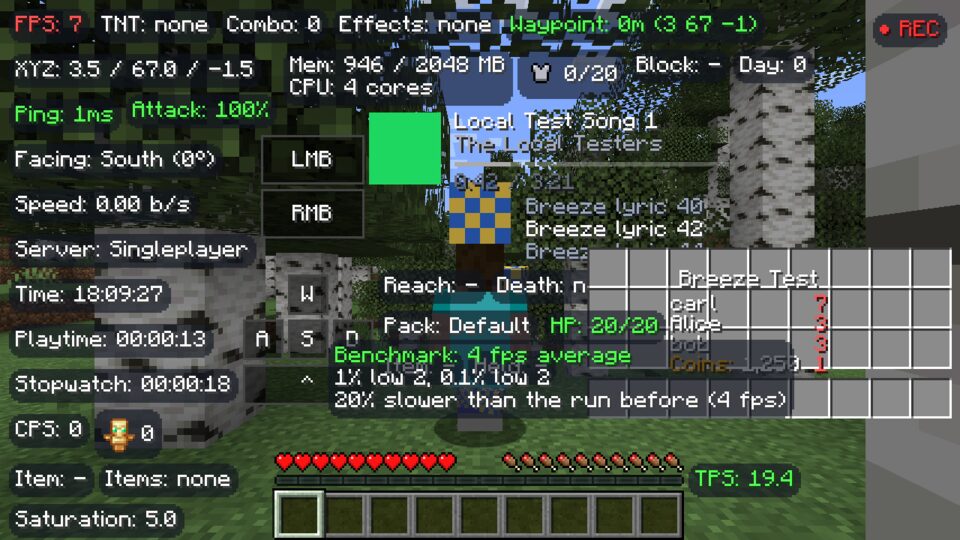 FPS: 7 TNT: none Combo: 0 Effects: none Waypoint: 0m (3 67 -1) REC
XYZ: 3.5 / 67.0 / -1.5 Mem: 946 / 2048 MB 0/20 Block: - Day: 0
CPU: 4 cores
Ping: 1ms Attack: 100%
Local Test Song 1
The Local Testers
Facing: South (0°) LMB
0:42 / 3:21
Speed: 0.00 b/s RMB Breeze lyric 40
Breeze lyric 42
Server: Singleplayer Breeze lyric
Breeze Test
Time: 18:09:27 W Reach: - Death: n
carl 7
Alice 3
Playtime: 00:00:13 A S D Pack: Default HP: 20/20
bob 3
Coins: 1,250 1
Benchmark: 4 fps average
1% low 2, 0.1% low 3
Stopwatch: 00:00:18 ^
20% slower than the run before (4 fps)
CPS: 0 0
Item: - Items: none TPS: 19.4
Saturation: 5.0